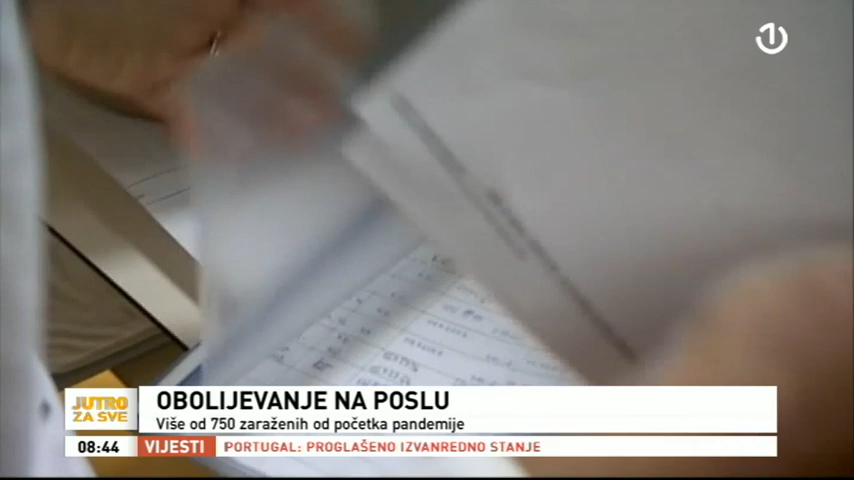 1
OBOLIJEVANJE NA POSLU
JUTRO
ZA SVE
Više od 750 zaraženih od početka pandemije
08:44
VIJESTI
PORTUGAL: PROGLAŠENO IZVANREDNO STANJE